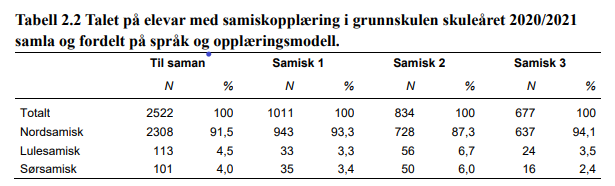 Tabell 2.2 Talet på elevar med samiskopplæring i grunnskulen skuleåret 2020/2021
samla og fordelt på språk og opplæringsmodell.
Til saman Samisk 1 Samisk 2 Samisk 3
N % N % N % N %
Totalt 2522 100 1011 100 834 100 677 100
Nordsamisk 2308 91,5 943 93,3 728 87,3 637 94,1
Lulesamisk 113 4,5 33 3,3 56 6,7 24 3,5
Sørsamisk 101 4,0 35 3,4 50 6,0 16 2,4